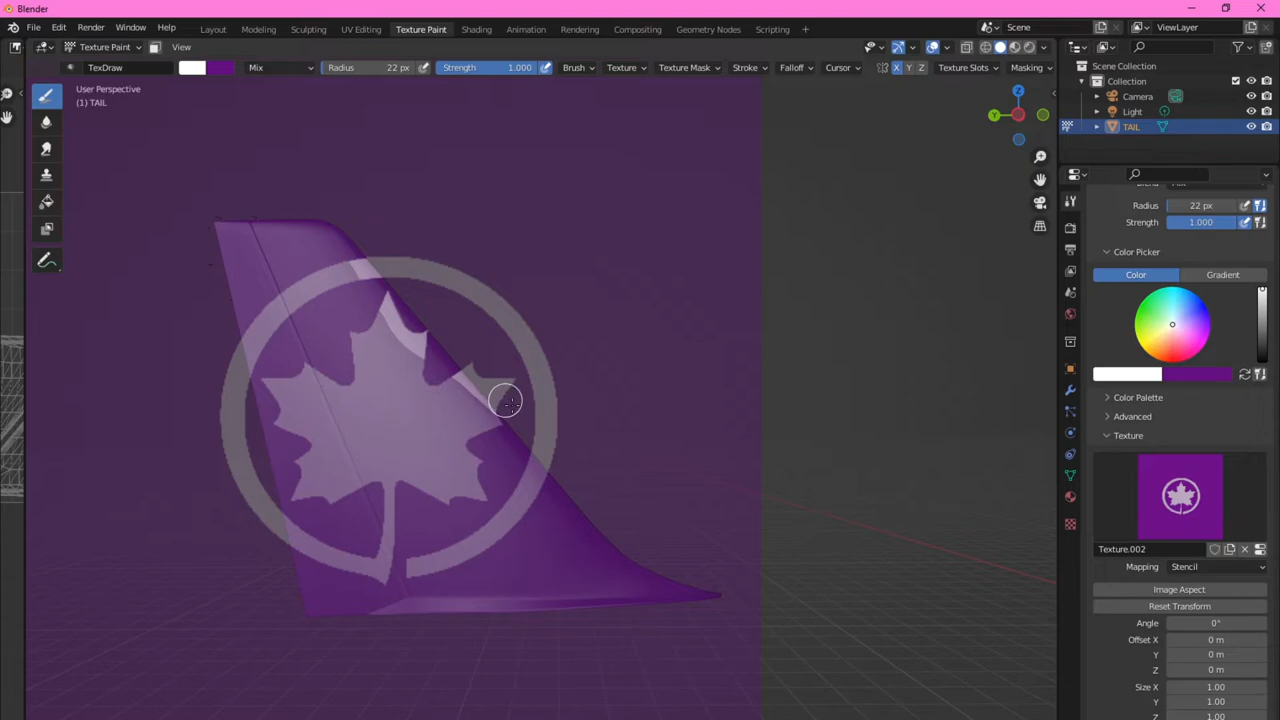 Blender
File Edit Render Window Help Layout Modeling Sculpting UV Editing Texture Paint Shading Animation Rendering Compositing Geometry Nodes Scripting Scene ViewLayer
Texture Paint View
TexDraw Mix Radius 22 px Strength 1.000 Brush Texture Texture Mask Stroke Falloff Cursor X Y Z Texture Slots Masking
User Perspective
(1) TAIL
Z
Y
Scene Collection
Collection
Camera
Light
TAIL
Radius 22 px
Strength 1.000
Color Picker
Color Gradient
Color Palette
Advanced
Texture
Texture.002
Mapping Stencil
Image Aspect
Reset Transform
Angle 0°
Offset X 0 m
Y 0 m
Z 0 m
Size X 1.00
Y 1.00
Z 1.00